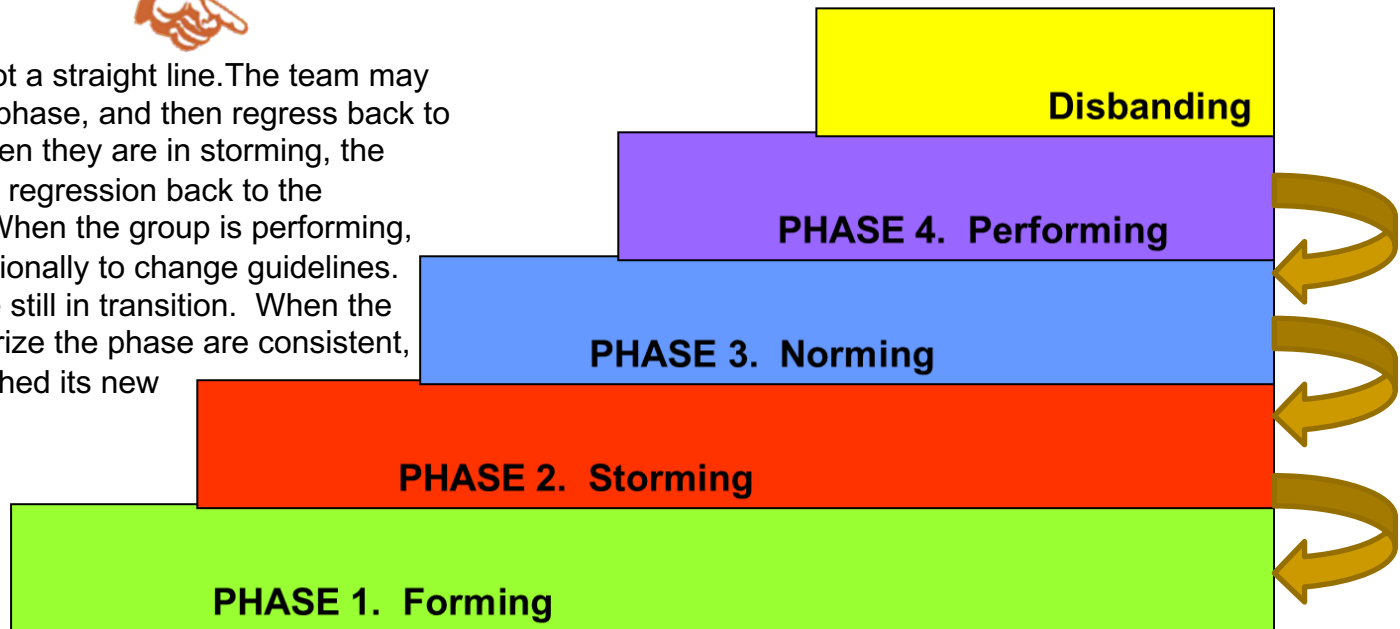 ot a straight line.The team may
phase, and then regress back to
en they are in storming, the
regression back to the
When the group is performing,
ionally to change guidelines.
still in transition. When the
rize the phase are consistent,
hed its new
Disbanding
PHASE 4. Performing
PHASE 3. Norming
PHASE 2. Storming
PHASE 1. Forming